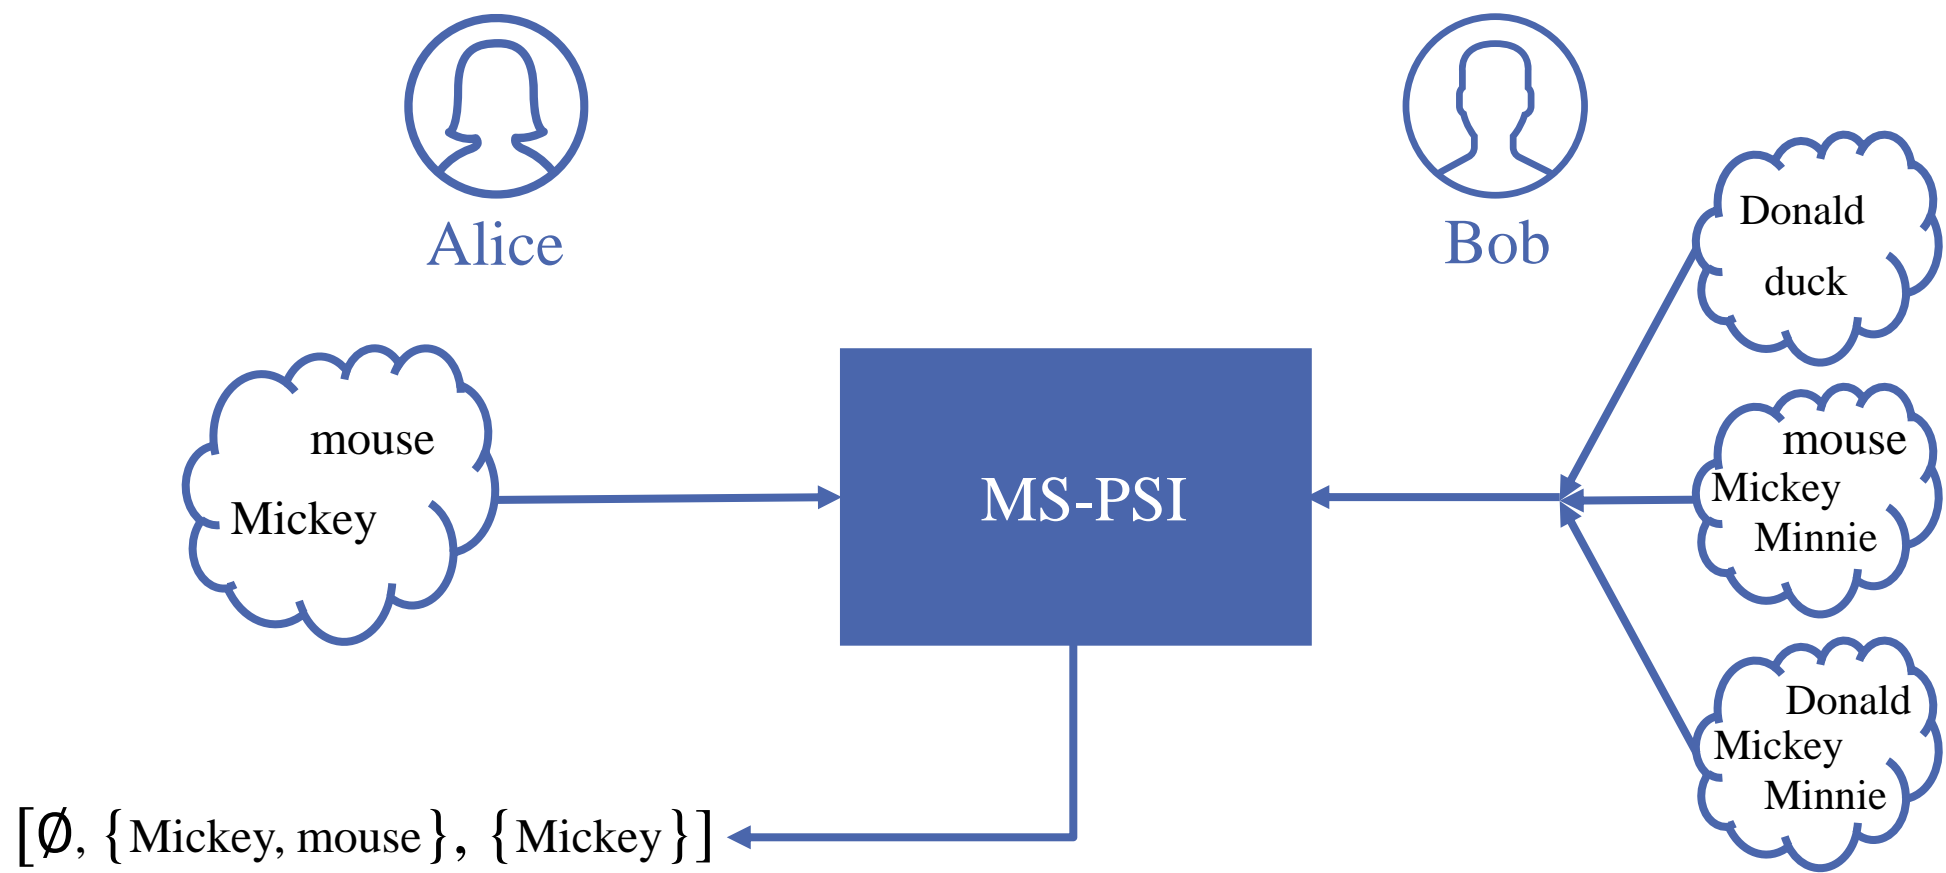 Alice
Bob
Donald
duck
mouse
Mickey
MS-PSI
mouse
Mickey
Minnie
Donald
Mickey
Minnie
[∅, {Mickey, mouse}, {Mickey}]